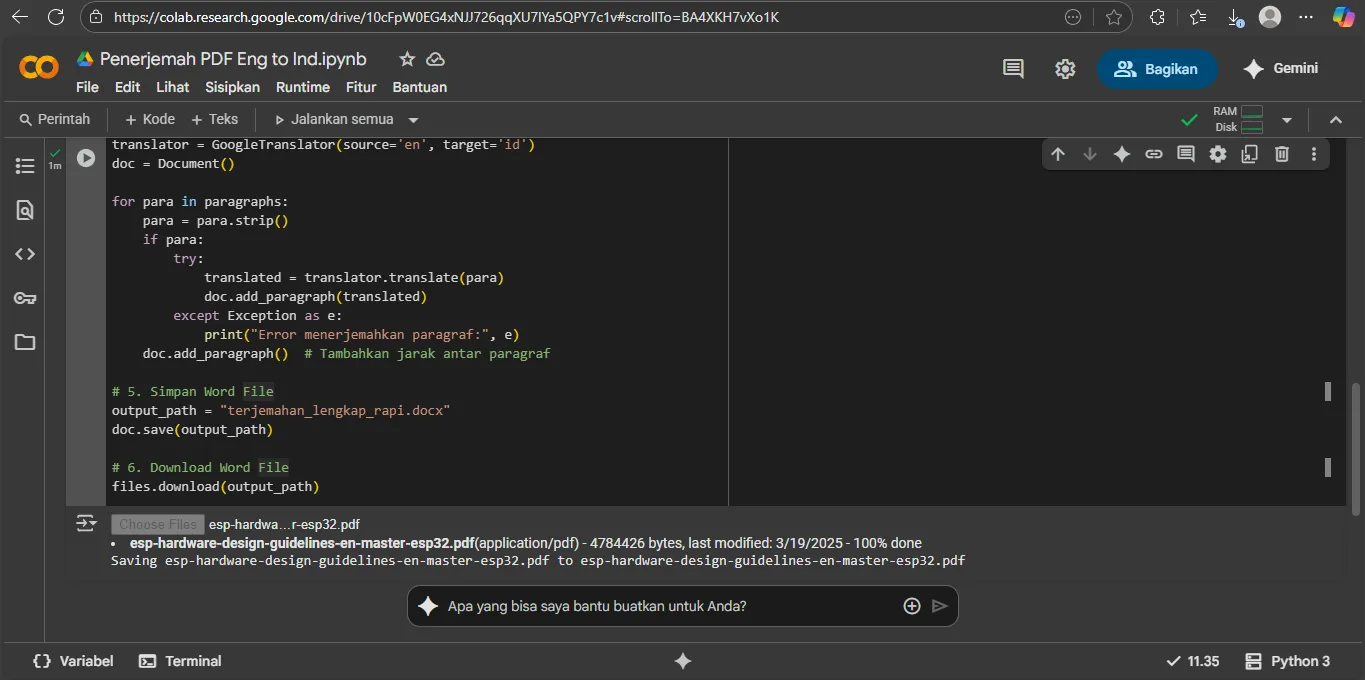 https://colab.research.google.com/drive/10cFpW0EG4xNJJ726qqXU7IYa5QPY7c1v#scrollTo=BA4XKH7vXo1K
Penerjemah PDF Eng to Ind.ipynb
File Edit Lihat Sisipkan Runtime Fitur Bantuan
Bagikan
Gemini
Perintah + Kode + Teks Jalankan semua
RAM
Disk
1m
translator = GoogleTranslator(source='en', target='id')
doc = Document()
for para in paragraphs:
para = para.strip()
if para:
try:
translated = translator.translate(para)
doc.add_paragraph(translated)
except Exception as e:
print("Error menerjemahkan paragraf:", e)
doc.add_paragraph()  # Tambahkan jarak antar paragraf
# 5. Simpan Word File
output_path = "terjemahan_lengkap_rapi.docx"
doc.save(output_path)
# 6. Download Word File
files.download(output_path)
Choose Files esp-hardwa...r-esp32.pdf
• esp-hardware-design-guidelines-en-master-esp32.pdf(application/pdf) - 4784426 bytes, last modified: 3/19/2025 - 100% done
Saving esp-hardware-design-guidelines-en-master-esp32.pdf to esp-hardware-design-guidelines-en-master-esp32.pdf
Apa yang bisa saya bantu buatkan untuk Anda?
Variabel Terminal 11.35 Python 3